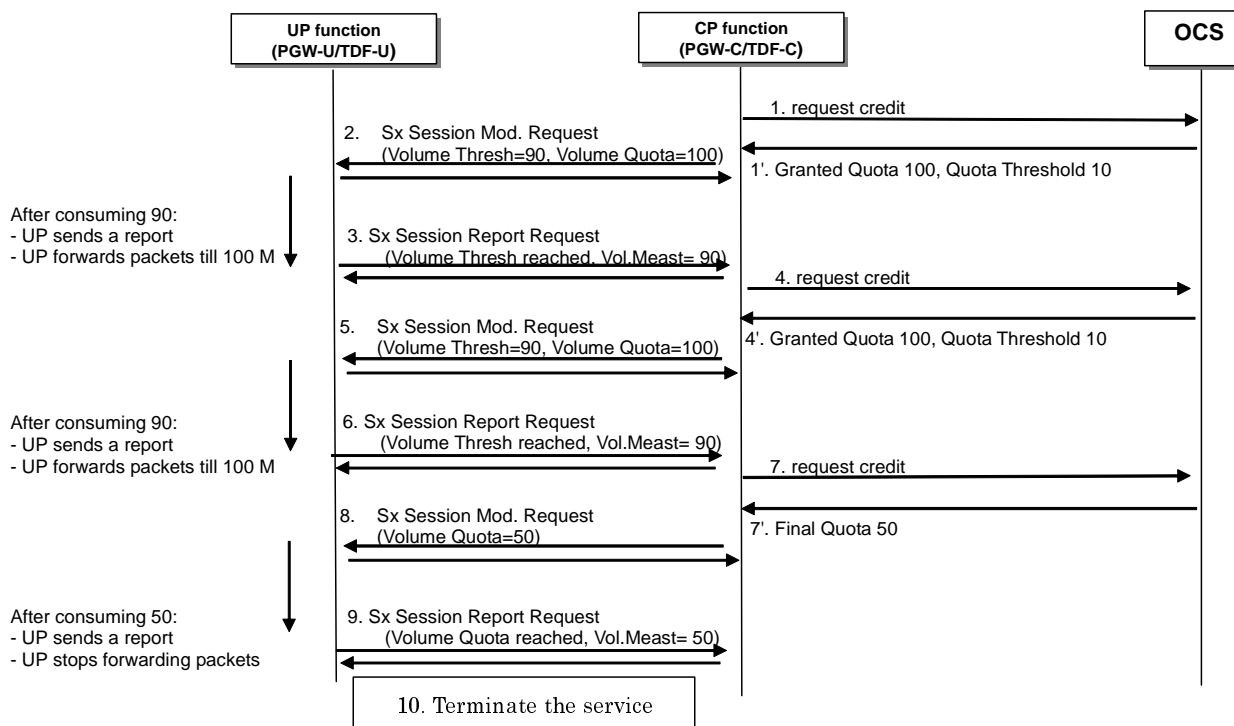 UP function
(PGW-U/TDF-U)
CP function
(PGW-C/TDF-C)
OCS
1. request credit
2. Sx Session Mod. Request
(Volume Thresh=90, Volume Quota=100)
1'. Granted Quota 100, Quota Threshold 10
After consuming 90:
- UP sends a report
- UP forwards packets till 100 M
3. Sx Session Report Request
(Volume Thresh reached, Vol.Meast= 90)
4. request credit
5. Sx Session Mod. Request
(Volume Thresh=90, Volume Quota=100)
4'. Granted Quota 100, Quota Threshold 10
After consuming 90:
- UP sends a report
- UP forwards packets till 100 M
6. Sx Session Report Request
(Volume Thresh reached, Vol.Meast= 90)
7. request credit
8. Sx Session Mod. Request
(Volume Quota=50)
7'. Final Quota 50
After consuming 50:
- UP sends a report
- UP stops forwarding packets
9. Sx Session Report Request
(Volume Quota reached, Vol.Meast= 50)
10. Terminate the service